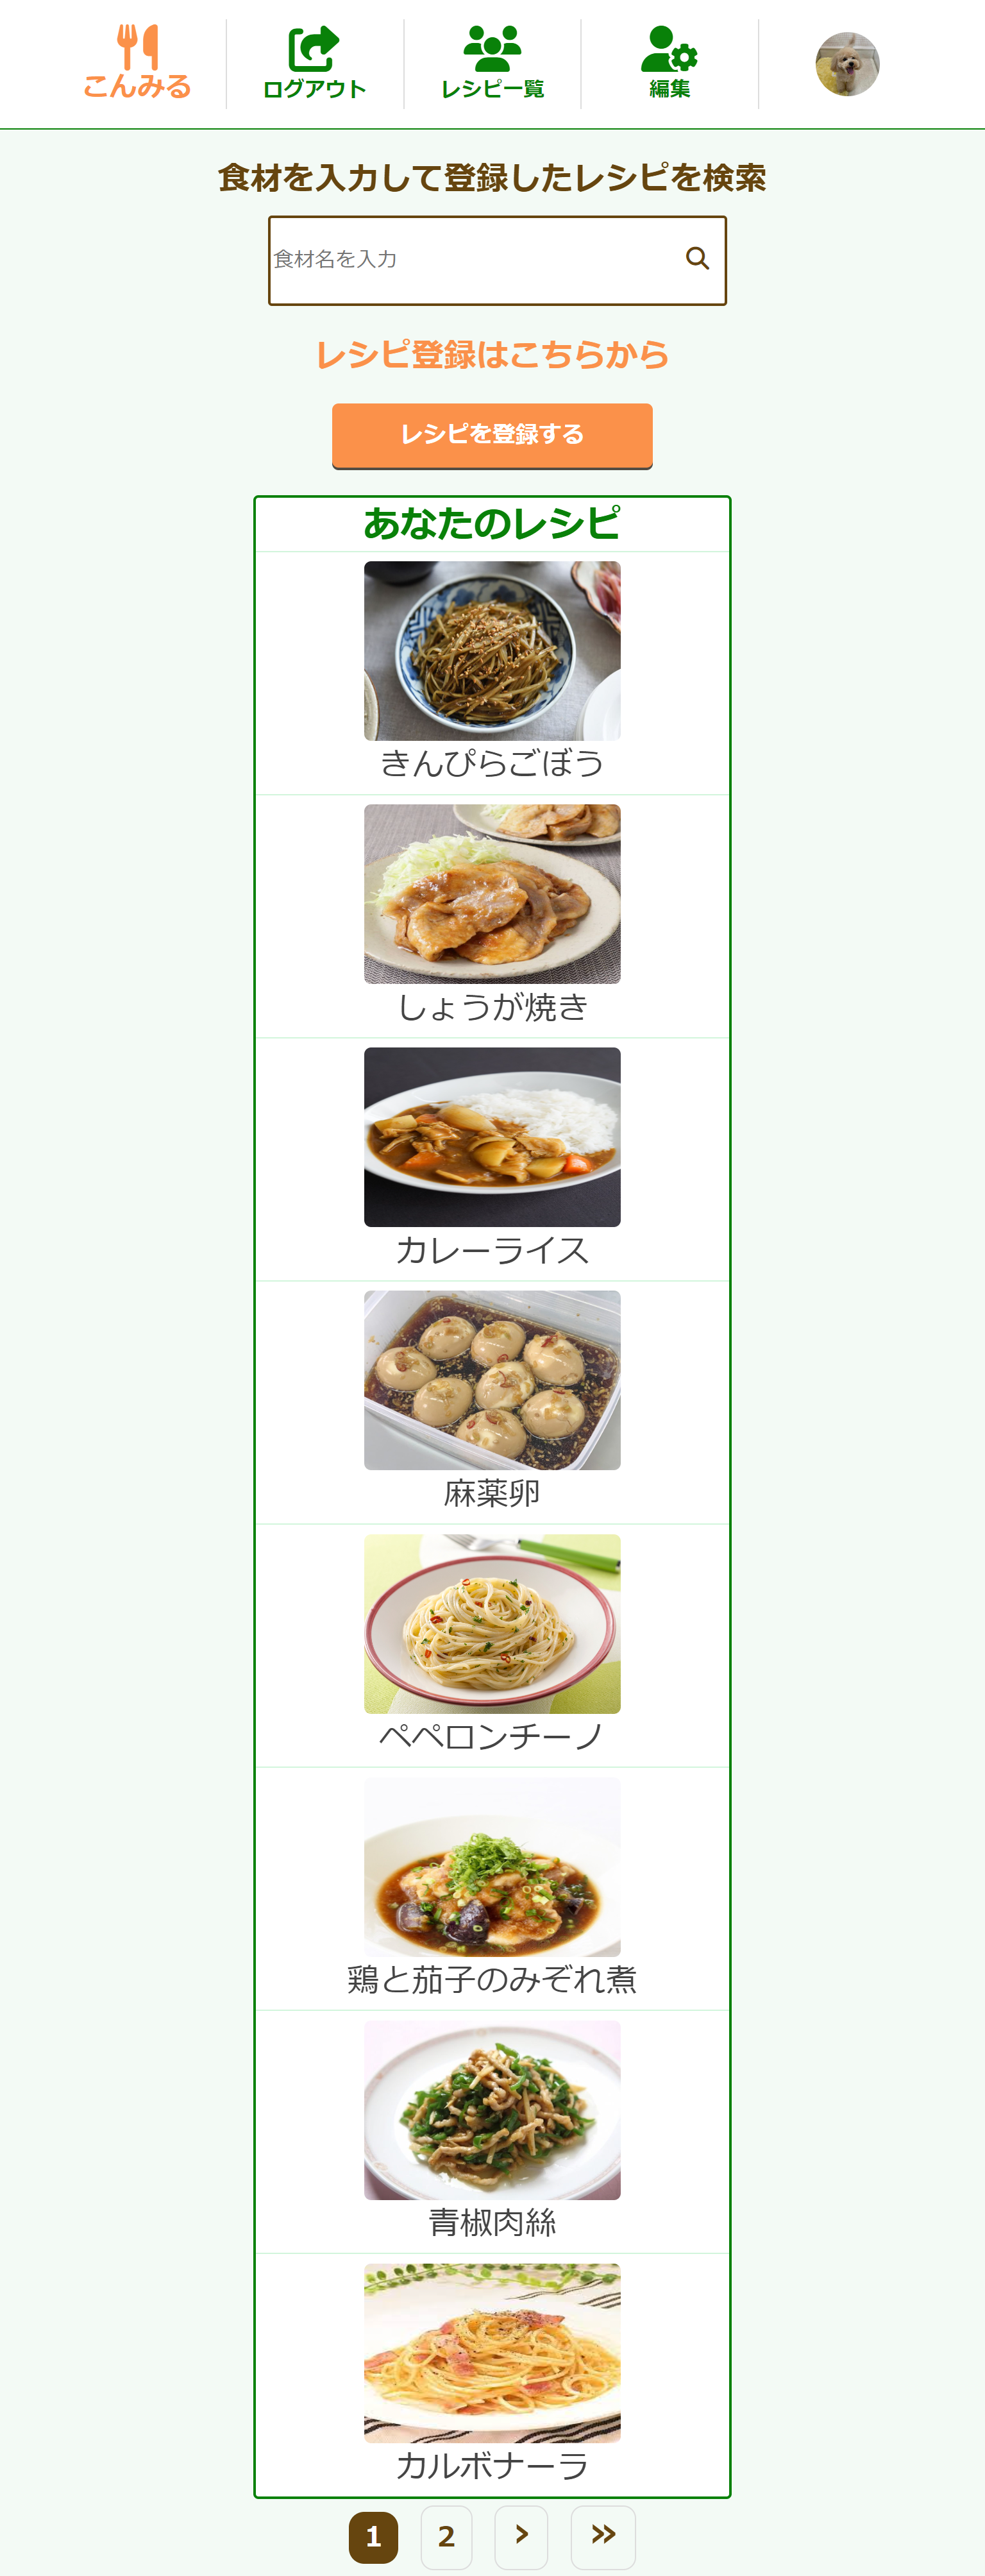 こんみる
ログアウト
レシピ一覧
編集
食材を入力して登録したレシピを検索
食材名を入力
レシピ登録はこちらから
レシピを登録する
あなたのレシピ
きんぴらごぼう
しょうが焼き
カレーライス
麻薬卵
ペペロンチーノ
鶏と茄子のみぞれ煮
青椒肉絲
カルボナーラ
1 2 › »